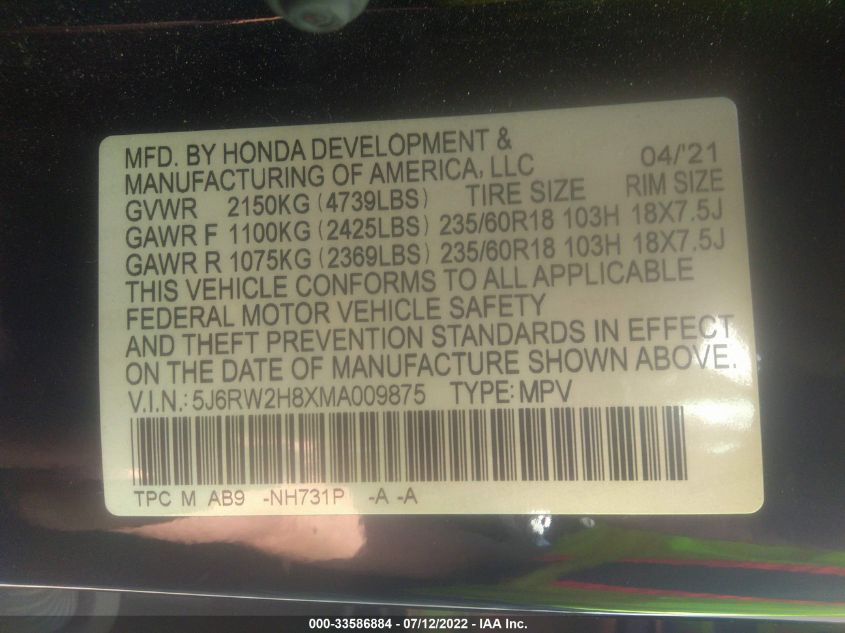 MFD. BY HONDA DEVELOPMENT &
MANUFACTURING OF AMERICA, LLC 04/'21
GVWR 2150KG (4739LBS) TIRE SIZE RIM SIZE
GAWR F 1100KG (2425LBS) 235/60R18 103H 18X7.5J
GAWR R 1075KG (2369LBS) 235/60R18 103H 18X7.5J
THIS VEHICLE CONFORMS TO ALL APPLICABLE
FEDERAL MOTOR VEHICLE SAFETY
AND THEFT PREVENTION STANDARDS IN EFFECT
ON THE DATE OF MANUFACTURE SHOWN ABOVE.
V.I.N.: 5J6RW2H8XMA009875 TYPE: MPV
TPC M AB9 -NH731P -A -A
000-33586884 - 07/12/2022 - IAA Inc.